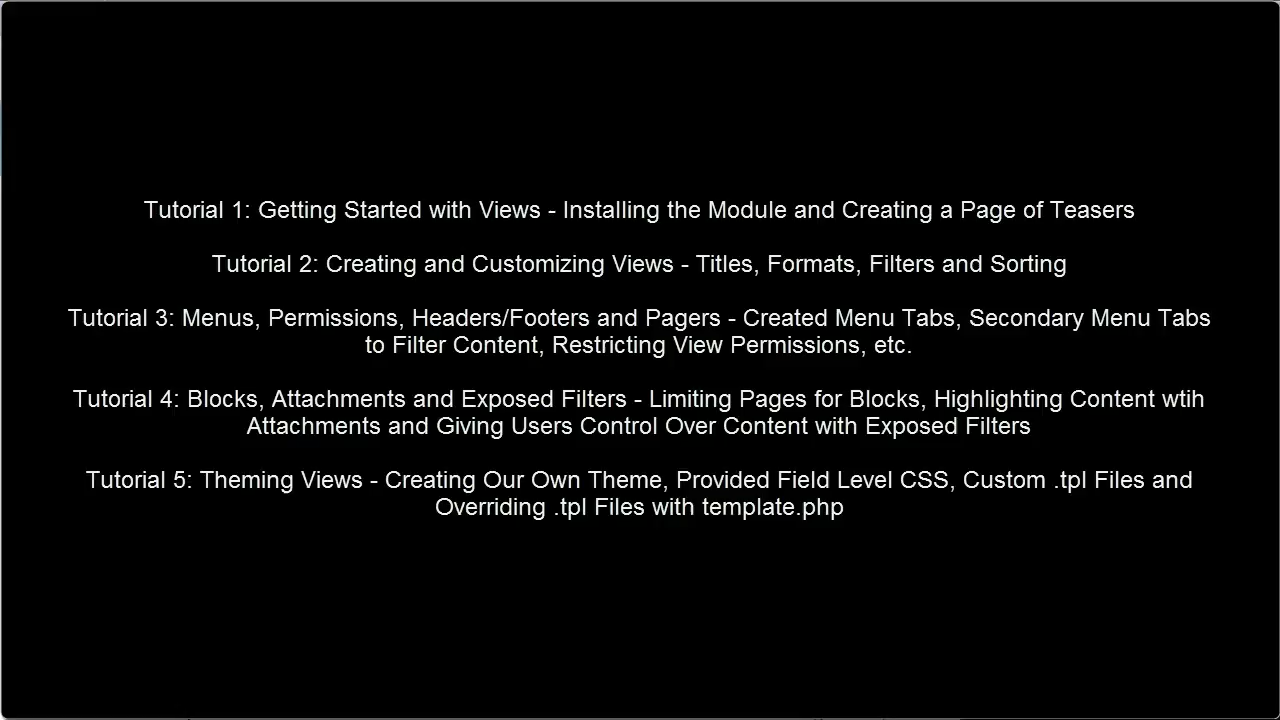 Tutorial 1: Getting Started with Views - Installing the Module and Creating a Page of Teasers
Tutorial 2: Creating and Customizing Views - Titles, Formats, Filters and Sorting
Tutorial 3: Menus, Permissions, Headers/Footers and Pagers - Created Menu Tabs, Secondary Menu Tabs
to Filter Content, Restricting View Permissions, etc.
Tutorial 4: Blocks, Attachments and Exposed Filters - Limiting Pages for Blocks, Highlighting Content wtih
Attachments and Giving Users Control Over Content with Exposed Filters
Tutorial 5: Theming Views - Creating Our Own Theme, Provided Field Level CSS, Custom .tpl Files and
Overriding .tpl Files with template.php